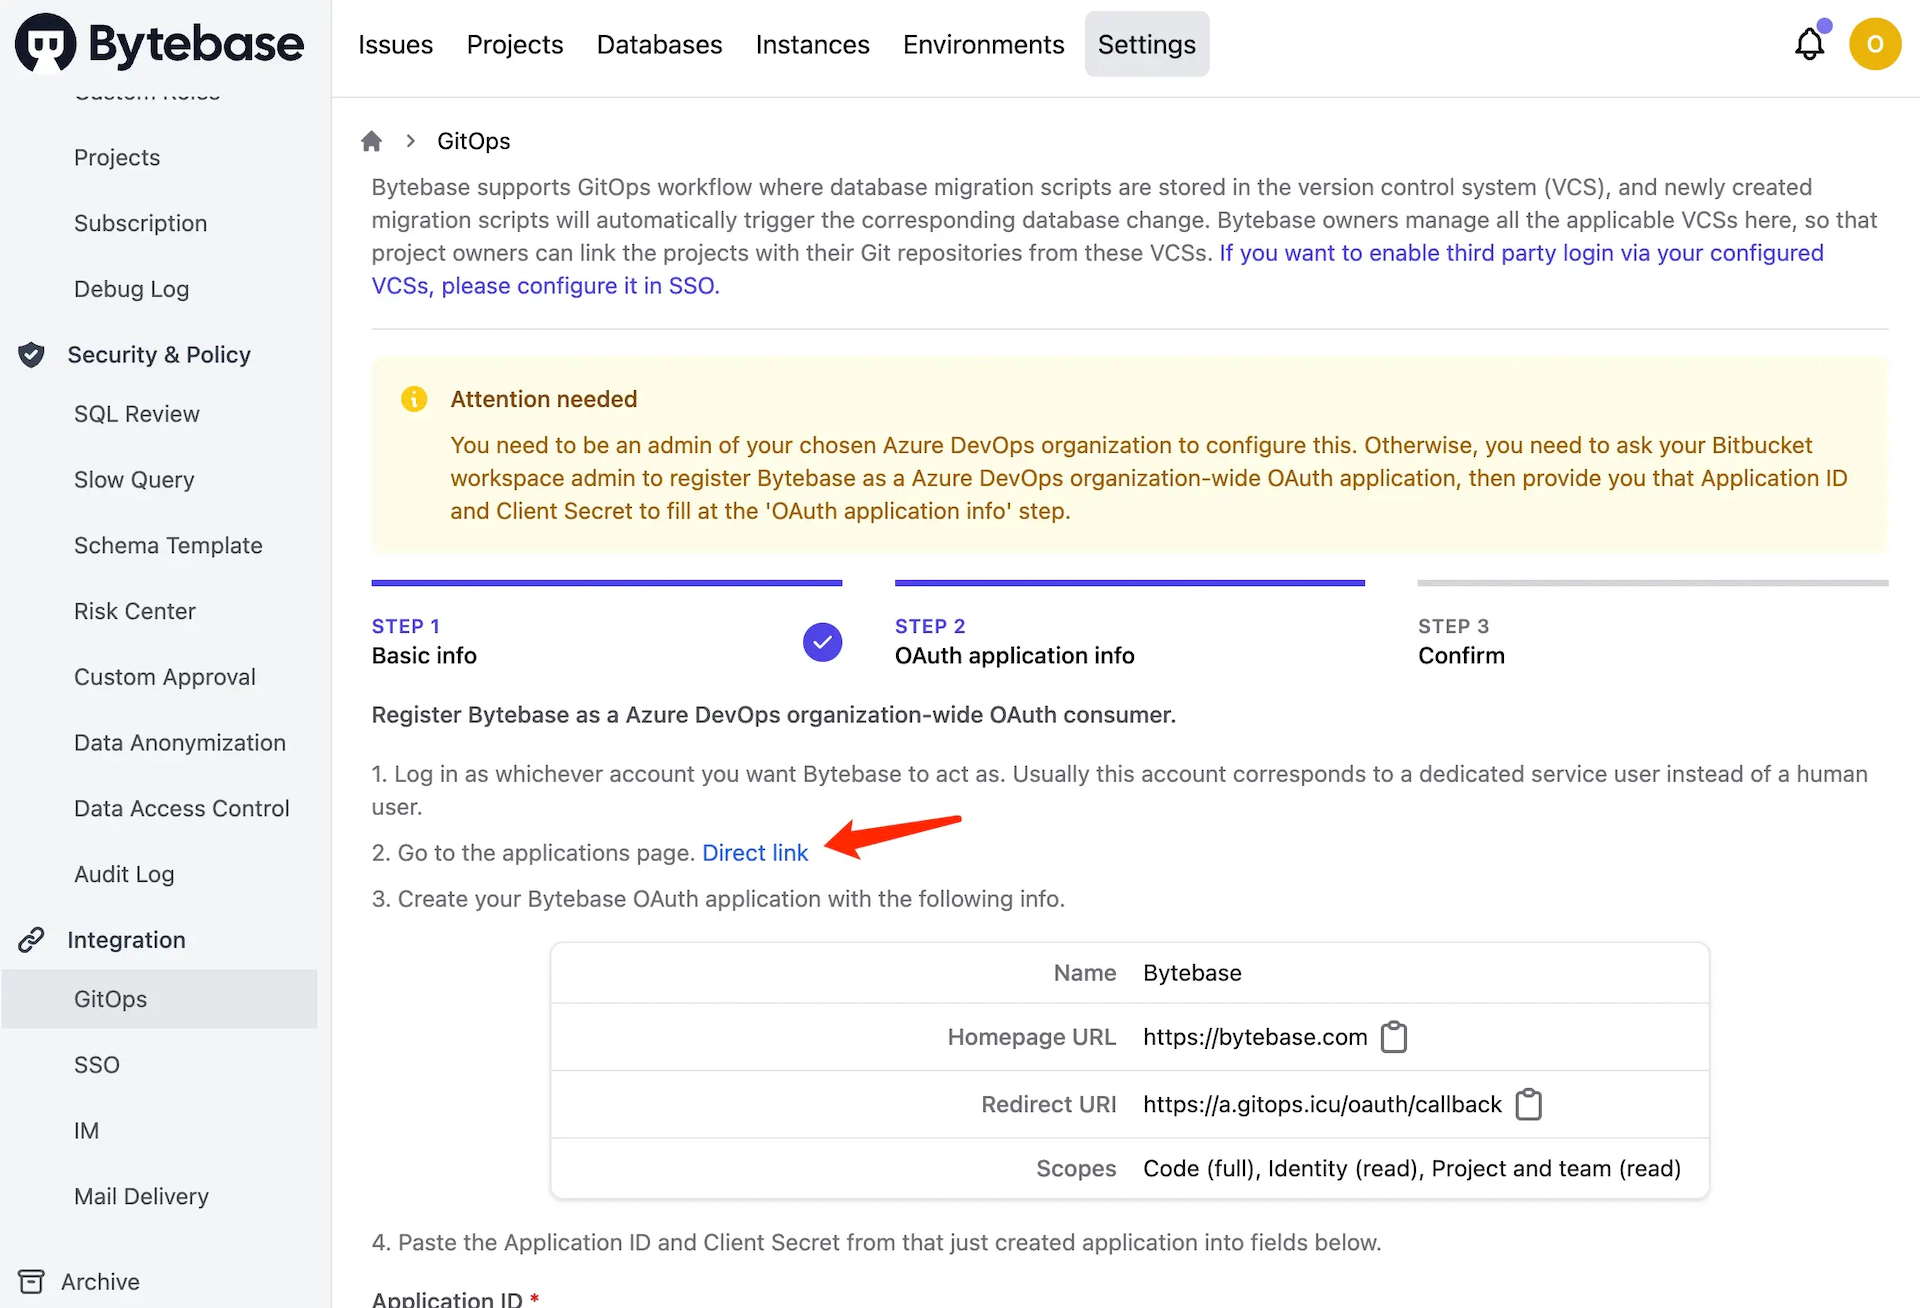 Bytebase
Issues
Projects
Databases
Instances
Environments
Settings
O
Custom Roles
Projects
Subscription
Debug Log
Security & Policy
SQL Review
Slow Query
Schema Template
Risk Center
Custom Approval
Data Anonymization
Data Access Control
Audit Log
Integration
GitOps
SSO
IM
Mail Delivery
Archive
GitOps
Bytebase supports GitOps workflow where database migration scripts are stored in the version control system (VCS), and newly created
migration scripts will automatically trigger the corresponding database change. Bytebase owners manage all the applicable VCSs here, so that
project owners can link the projects with their Git repositories from these VCSs. If you want to enable third party login via your configured
VCSs, please configure it in SSO.
Attention needed
You need to be an admin of your chosen Azure DevOps organization to configure this. Otherwise, you need to ask your Bitbucket
workspace admin to register Bytebase as a Azure DevOps organization-wide OAuth application, then provide you that Application ID
and Client Secret to fill at the 'OAuth application info' step.
STEP 1
Basic info
STEP 2
OAuth application info
STEP 3
Confirm
Register Bytebase as a Azure DevOps organization-wide OAuth consumer.
1. Log in as whichever account you want Bytebase to act as. Usually this account corresponds to a dedicated service user instead of a human
user.
2. Go to the applications page. Direct link
3. Create your Bytebase OAuth application with the following info.
Name Bytebase
Homepage URL https://bytebase.com
Redirect URI https://a.gitops.icu/oauth/callback
Scopes Code (full), Identity (read), Project and team (read)
4. Paste the Application ID and Client Secret from that just created application into fields below.
Application ID *